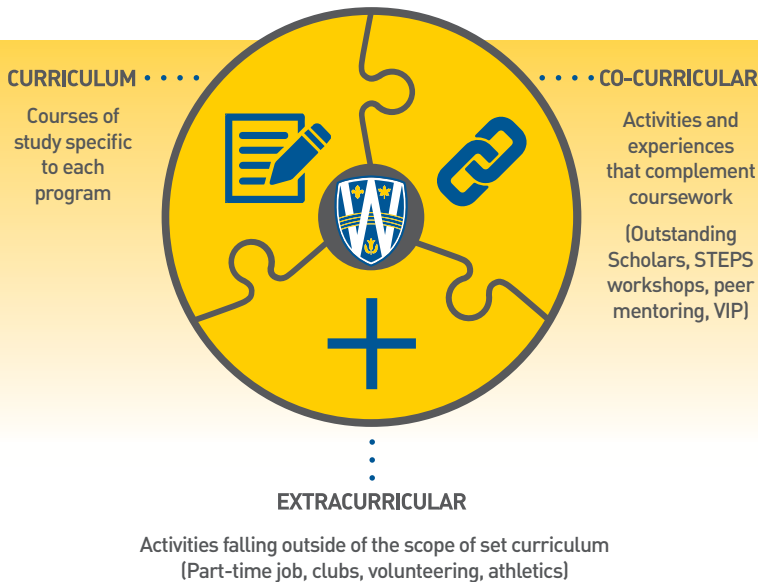 CURRICULUM
Courses of
study specific
to each
program
CO-CURRICULAR
Activities and
experiences
that complement
coursework
(Outstanding
Scholars, STEPS
workshops, peer
mentoring, VIP)
W
EXTRACURRICULAR
Activities falling outside of the scope of set curriculum
(Part-time job, clubs, volunteering, athletics)